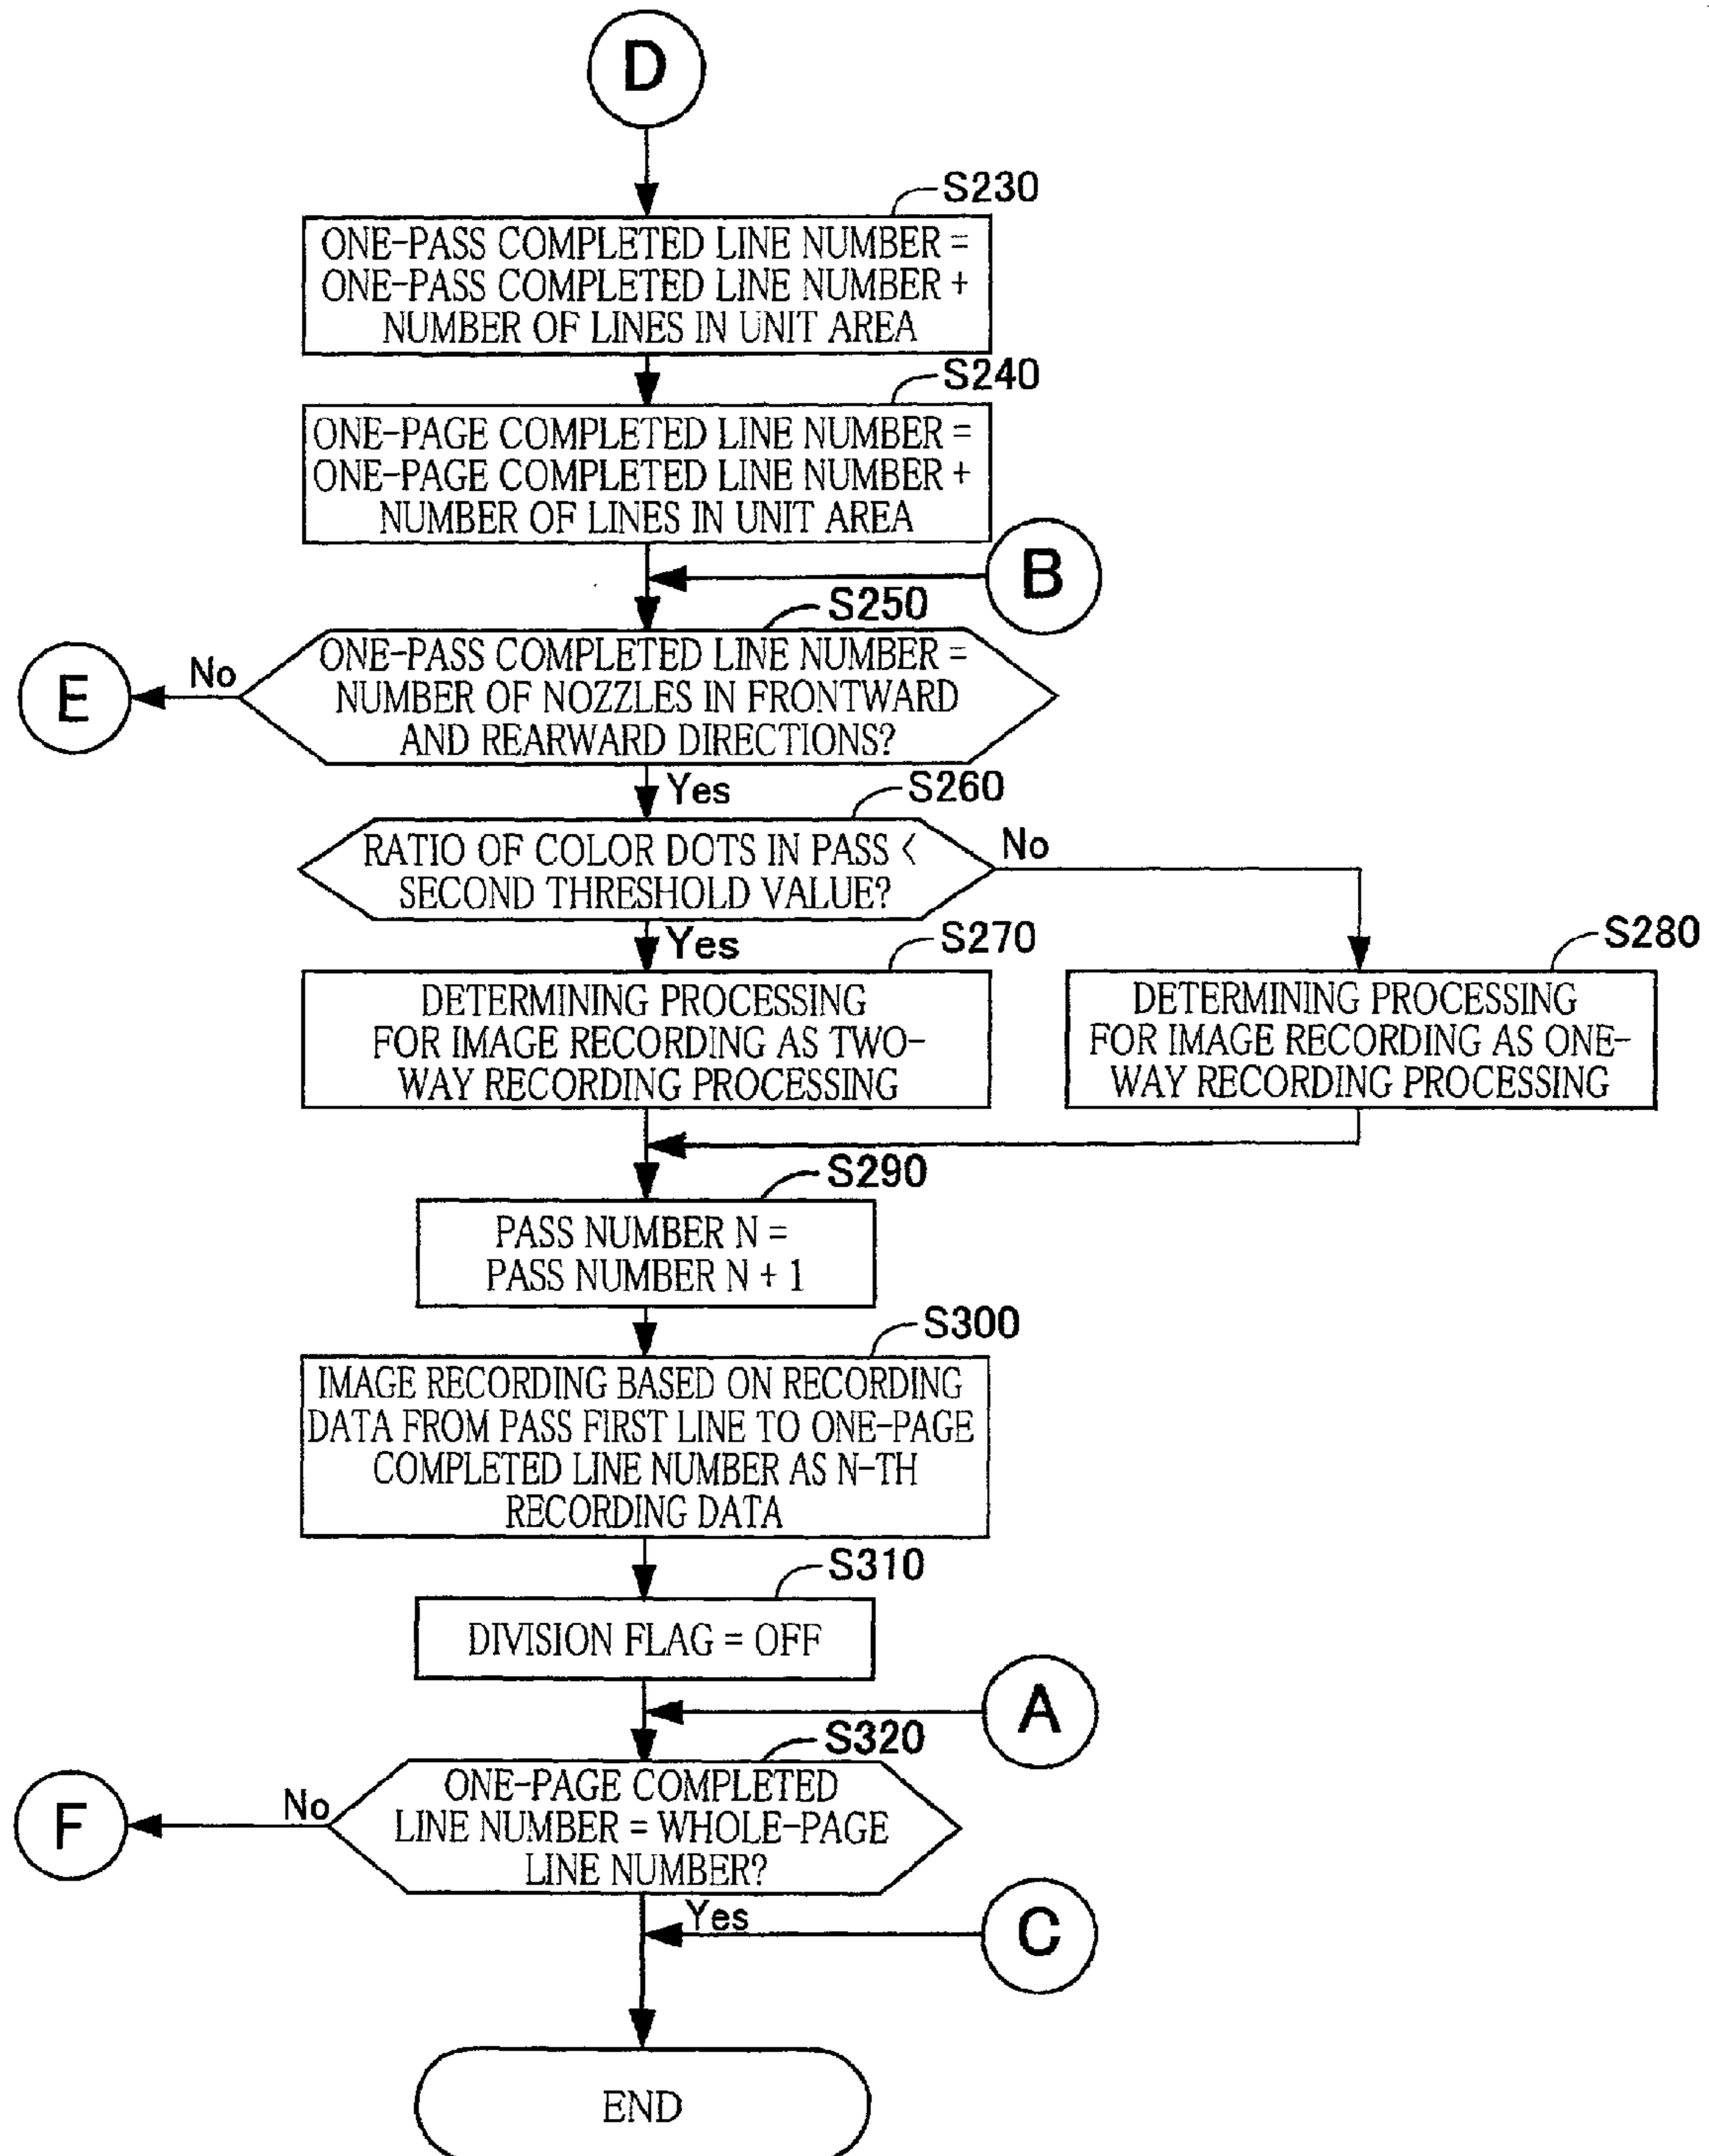 D
S230
ONE-PASS COMPLETED LINE NUMBER =
ONE-PASS COMPLETED LINE NUMBER +
NUMBER OF LINES IN UNIT AREA
S240
ONE-PAGE COMPLETED LINE NUMBER =
ONE-PAGE COMPLETED LINE NUMBER +
NUMBER OF LINES IN UNIT AREA
B
S250
ONE-PASS COMPLETED LINE NUMBER =
NUMBER OF NOZZLES IN FRONTWARD
AND REARWARD DIRECTIONS?
No
E
Yes
S260
RATIO OF COLOR DOTS IN PASS <
SECOND THRESHOLD VALUE?
No
Yes
S270
DETERMINING PROCESSING
FOR IMAGE RECORDING AS TWO-
WAY RECORDING PROCESSING
S280
DETERMINING PROCESSING
FOR IMAGE RECORDING AS ONE-
WAY RECORDING PROCESSING
S290
PASS NUMBER N =
PASS NUMBER N + 1
S300
IMAGE RECORDING BASED ON RECORDING
DATA FROM PASS FIRST LINE TO ONE-PAGE
COMPLETED LINE NUMBER AS N-TH
RECORDING DATA
S310
DIVISION FLAG = OFF
A
S320
ONE-PAGE COMPLETED
LINE NUMBER = WHOLE-PAGE
LINE NUMBER?
No
F
Yes
C
END